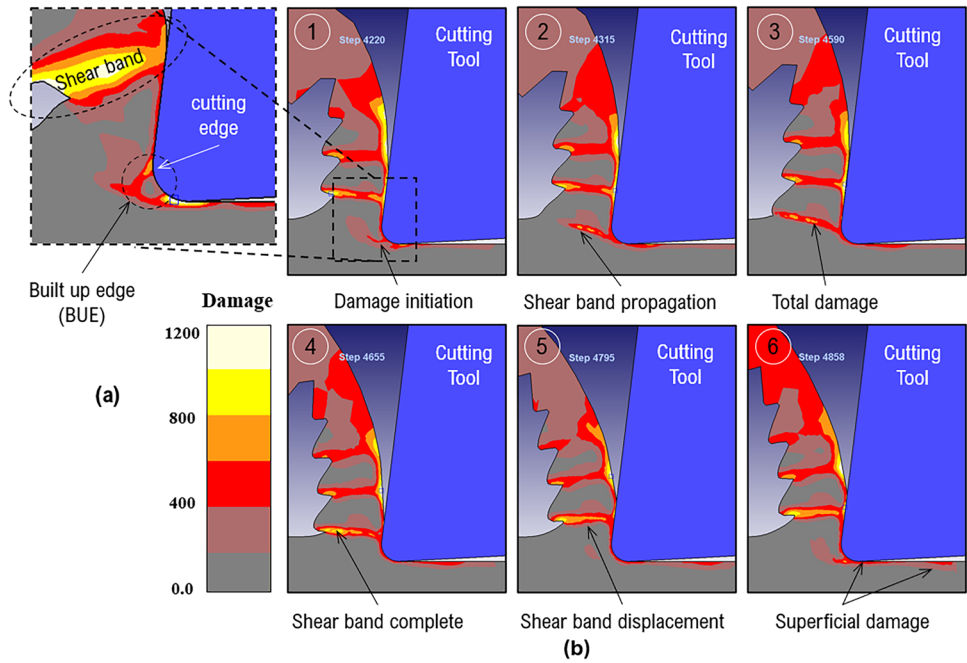 Shear band
cutting
edge
Built up edge
(BUE)
1
Step 4220
Cutting
Tool
Damage initiation
2
Step 4315
Cutting
Tool
Shear band propagation
3
Step 4590
Cutting
Tool
Total damage
(a)
Damage
1200
800
400
0.0
4
Step 4655
Cutting
Tool
Shear band complete
5
Step 4795
Cutting
Tool
Shear band displacement
6
Step 4858
Cutting
Tool
Superficial damage
(b)